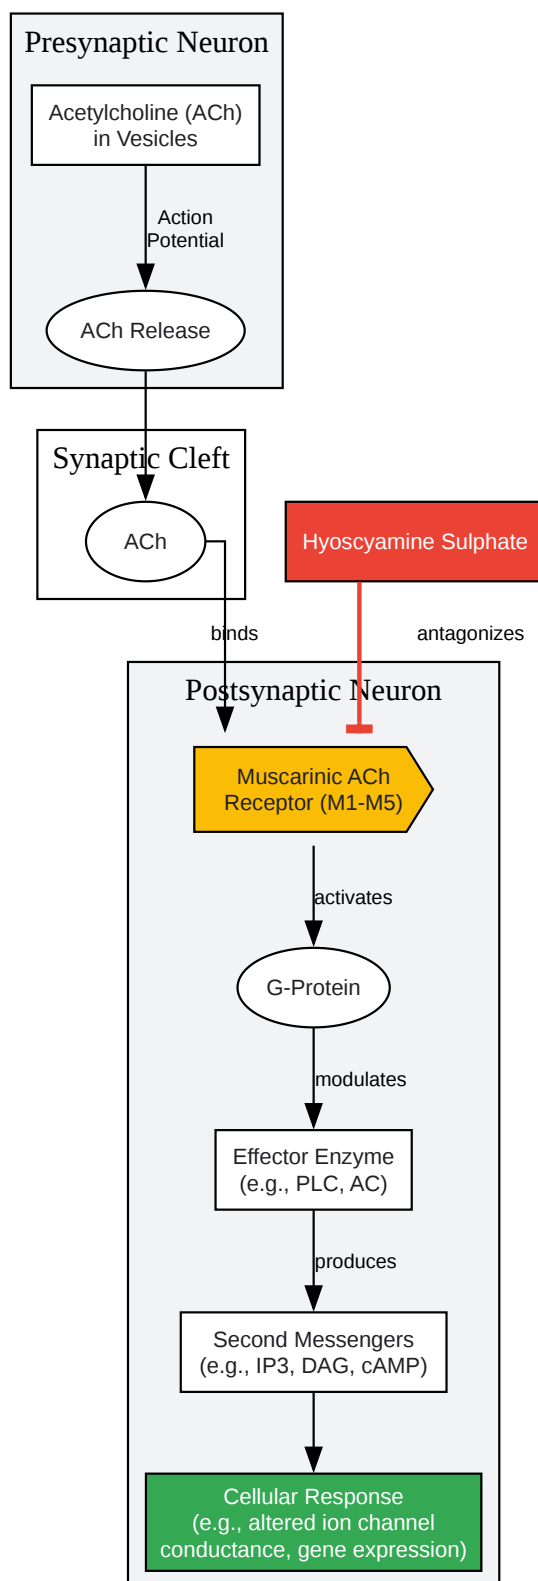 Presynaptic Neuron
Acetylcholine (ACh)
in Vesicles
Action
Potential
ACh Release
Synaptic Cleft
ACh
Hyoscyamine Sulphate
binds
antagonizes
Postsynaptic Neuron
Muscarinic ACh
Receptor (M1-M5)
activates
G-Protein
modulates
Effector Enzyme
(e.g., PLC, AC)
produces
Second Messengers
(e.g., IP3, DAG, cAMP)
Cellular Response
(e.g., altered ion channel
conductance, gene expression)